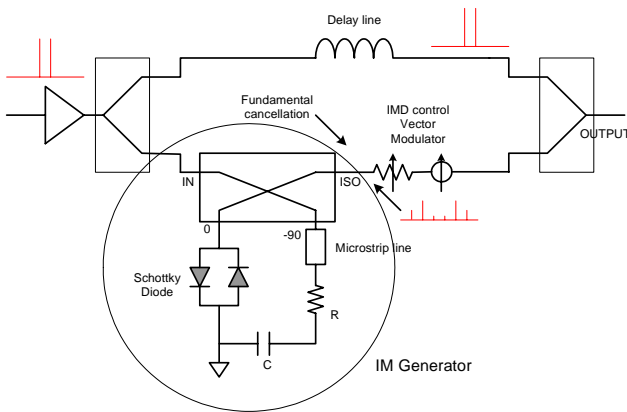 Delay line
Fundamental
cancellation
IMD control
Vector
Modulator
OUTPUT
IN
ISO
0
-90
Microstrip line
Schottky
Diode
R
C
IM Generator